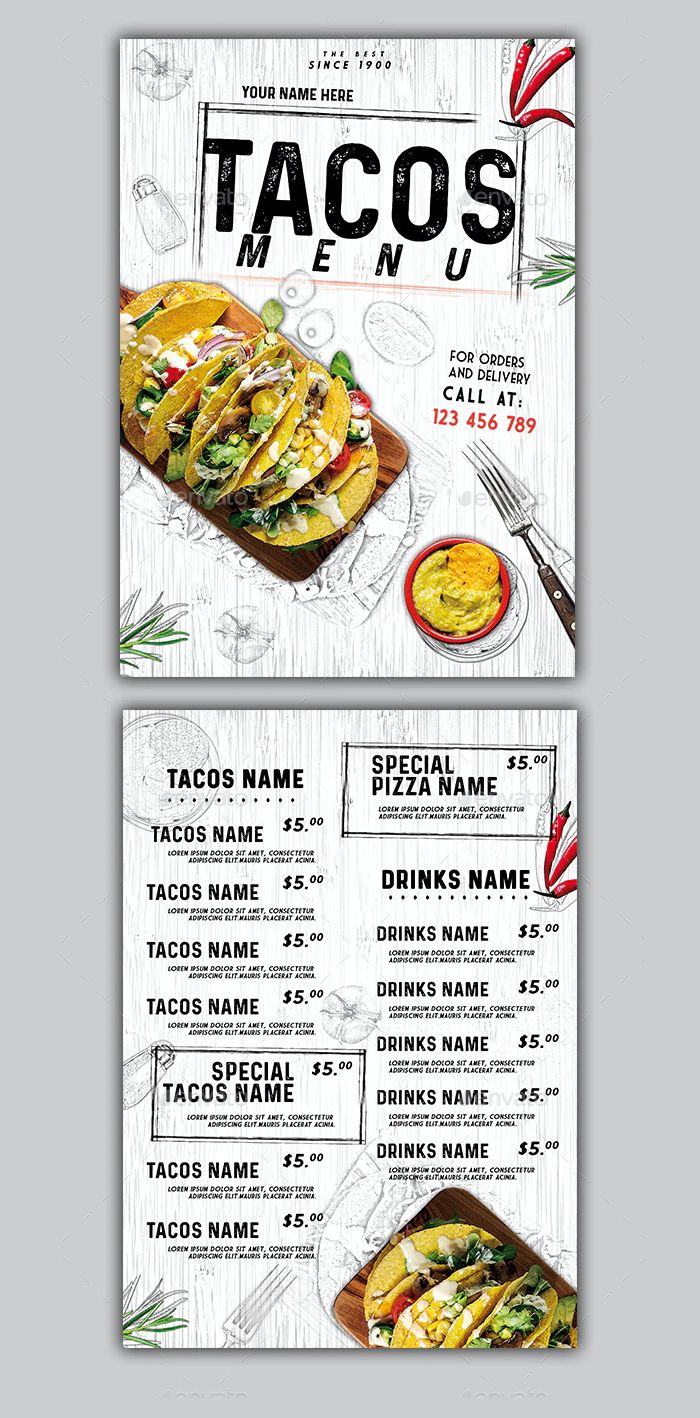 THE BEST
SINCE 1900
YOUR NAME HERE
TACOS
MENU
FOR ORDERS
AND DELIVERY
CALL AT:
123 456 789
TACOS NAME
TACOS NAME $5.00
LOREM IPSUM DOLOR SIT AMET, CONSECTETUR
ADIPISCING ELIT.MAURIS PLACERAT ACINIA.
TACOS NAME $5.00
LOREM IPSUM DOLOR SIT AMET, CONSECTETUR
ADIPISCING ELIT.MAURIS PLACERAT ACINIA.
TACOS NAME $5.00
LOREM IPSUM DOLOR SIT AMET, CONSECTETUR
ADIPISCING ELIT.MAURIS PLACERAT ACINIA.
TACOS NAME $5.00
LOREM IPSUM DOLOR SIT AMET, CONSECTETUR
ADIPISCING ELIT.MAURIS PLACERAT ACINIA.
SPECIAL $5.00
TACOS NAME
LOREM IPSUM DOLOR SIT AMET, CONSECTETUR
ADIPISCING ELIT.MAURIS PLACERAT ACINIA.
TACOS NAME $5.00
LOREM IPSUM DOLOR SIT AMET, CONSECTETUR
ADIPISCING ELIT.MAURIS PLACERAT ACINIA.
TACOS NAME $5.00
LOREM IPSUM DOLOR SIT AMET, CONSECTETUR
ADIPISCING ELIT.MAURIS PLACERAT ACINIA.
SPECIAL $5.00
PIZZA NAME
LOREM IPSUM DOLOR SIT AMET, CONSECTETUR
ADIPISCING ELIT.MAURIS PLACERAT ACINIA.
DRINKS NAME
DRINKS NAME $5.00
LOREM IPSUM DOLOR SIT AMET, CONSECTETUR
ADIPISCING ELIT.MAURIS PLACERAT ACINIA.
DRINKS NAME $5.00
LOREM IPSUM DOLOR SIT AMET, CONSECTETUR
ADIPISCING ELIT.MAURIS PLACERAT ACINIA.
DRINKS NAME $5.00
LOREM IPSUM DOLOR SIT AMET, CONSECTETUR
ADIPISCING ELIT.MAURIS PLACERAT ACINIA.
DRINKS NAME $5.00
LOREM IPSUM DOLOR SIT AMET, CONSECTETUR
ADIPISCING ELIT.MAURIS PLACERAT ACINIA.
DRINKS NAME $5.00
LOREM IPSUM DOLOR SIT AMET, CONSECTETUR
ADIPISCING ELIT.MAURIS PLACERAT ACINIA.
envato